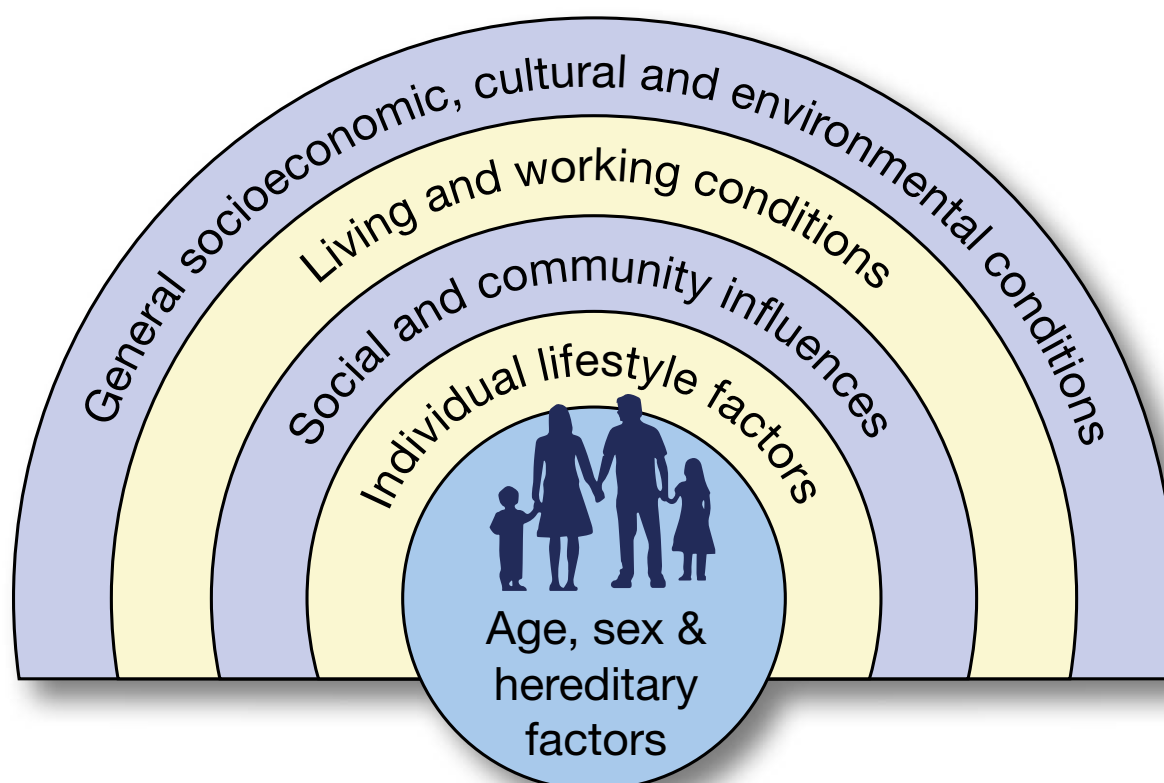 General socioeconomic, cultural and environmental conditions
Living and working conditions
Social and community influences
Individual lifestyle factors
Age, sex &
hereditary
factors